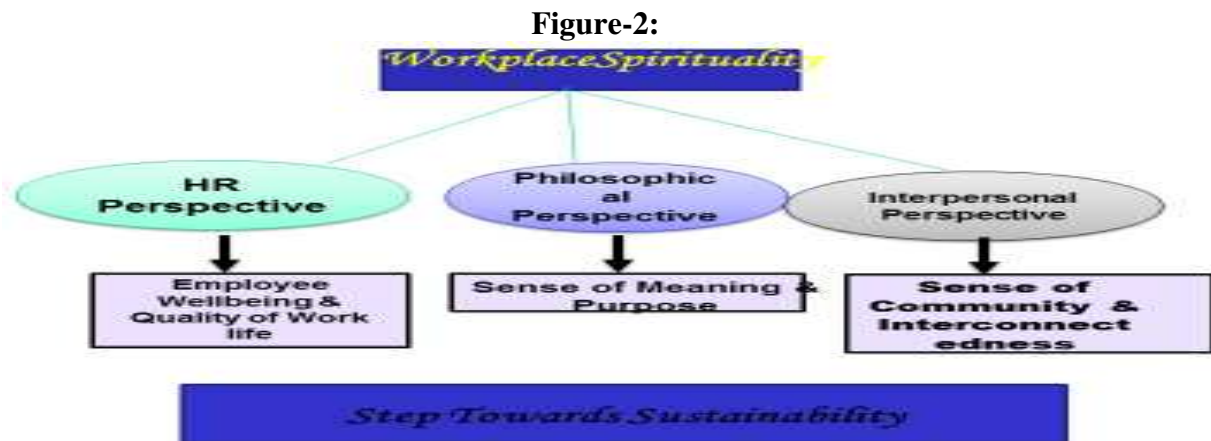 Figure-2:
WorkplaceSpirituality
HR
Perspective
Philosophic
al
Perspective
Interpersonal
Perspective
Employee
Wellbeing &
Quality of Work
life
Sense of Meaning &
Purpose
Sense of
Community &
Interconnect
edness
Step Towards Sustainability